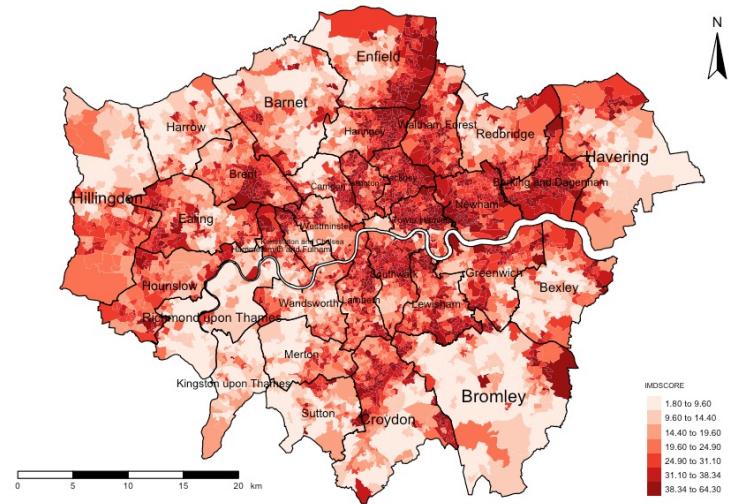 N
Enfield
Barnet
Harrow
Haringey
Waltham Forest
Redbridge
Havering
Hillingdon
Brent
Camden
Islington
Hackney
Barking and Dagenham
Ealing
Westminster
Tower Hamlets
Newham
Kensington and Chelsea
Hammersmith and Fulham
Hounslow
Southwark
Greenwich
Bexley
Richmond upon Thames
Wandsworth
Lambeth
Lewisham
Merton
Kingston upon Thames
Sutton
Croydon
Bromley
IMDSCORE
1.80 to 9.60
9.60 to 14.40
14.40 to 19.60
19.60 to 24.90
24.90 to 31.10
31.10 to 38.34
38.34 to 64.30
0 5 10 15 20 km